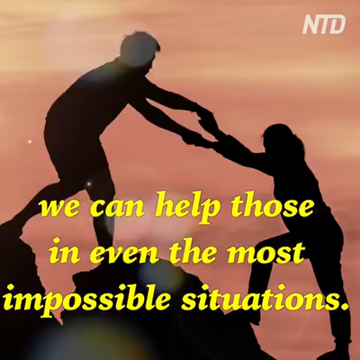 NTD
we can help those
in even the most
impossible situations.